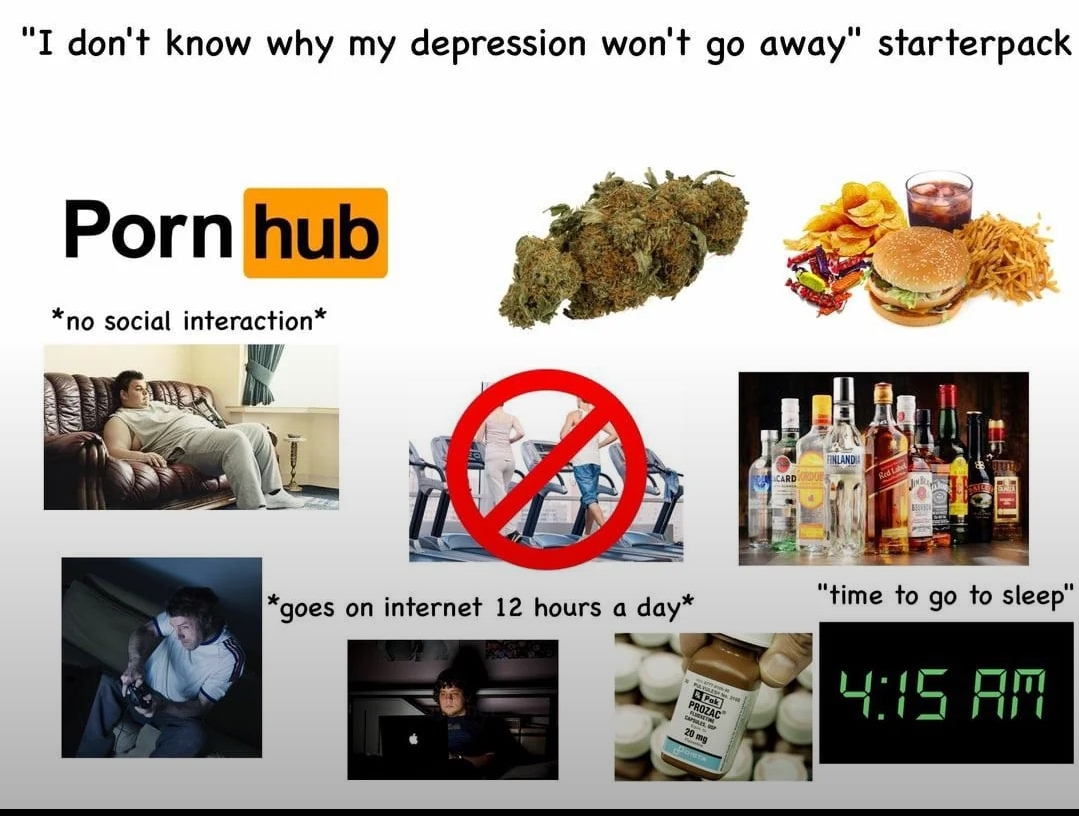 "I don't know why my depression won't go away" starterpack
Porn hub
*no social interaction*
FINLANDIA
Red Label
*goes on internet 12 hours a day*
"time to go to sleep"
PROZAC
20 mg
DISTA
4:15 AM